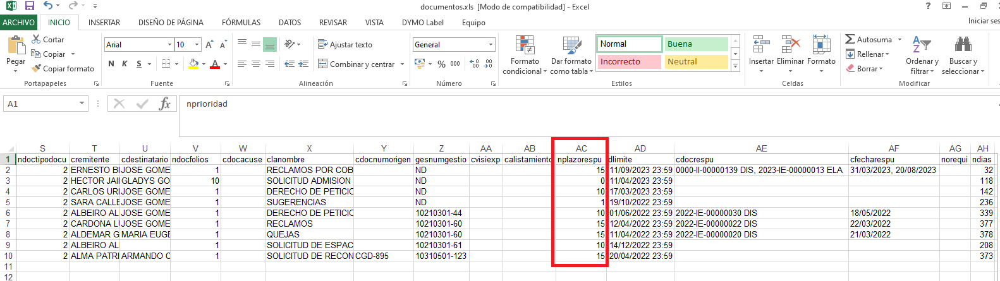 documentos.xls [Modo de compatibilidad] - Excel
ARCHIVO INICIO INSERTAR DISEÑO DE PÁGINA FÓRMULAS DATOS REVISAR VISTA DYMO Label Equipo Iniciar ses
Pegar
Cortar
Copiar
Copiar formato
Portapapeles
Arial 10
N K S
Fuente
Ajustar texto
Combinar y centrar
Alineación
General
% 000
Número
Formato condicional
Dar formato como tabla
Normal Buena
Incorrecto Neutral
Estilos
Insertar Eliminar Formato
Celdas
Autosuma
Rellenar
Borrar
Ordenar y filtrar
Buscar y seleccionar
Modificar
A1 fx nprioridad
S T U V W X Y Z AA AB AC AD AE AF AG AH
1 ndoctipodocu cremitente cdestinatario ndocfolios cdocacuse clanombre cdocnumorigen gesnumgestio cvisiexp calistamiento nplazorespu dlimite cdocrespu cfecharespu norequi ndias
2 2 ERNESTO BI JOSE GOME 1 RECLAMOS POR COB ND 15 11/09/2023 23:59 0000-II-00000139 DIS, 2023-IE-00000013 ELA 31/03/2023, 20/08/2023 32
3 2 HECTOR JAI GLADYS GO 10 SOLICITUD ADMISION ND 0 11/04/2023 23:59 118
4 2 CARLOS URI JOSE GOME 1 DERECHO DE PETICIO ND 10 17/03/2023 23:59 142
5 2 SARA CALLE JOSE GOME 1 SUGERENCIAS ND 1 19/10/2022 23:59 236
6 2 ALBEIRO AL JOSE GOME 1 DERECHO DE PETICIO 10210301-44 10 01/06/2022 23:59 2022-IE-00000030 DIS 18/05/2022 339
7 2 CARDONA LU JOSE GOME 1 RECLAMOS 10210301-60 15 12/04/2022 23:59 2022-IE-00000022 DIS 22/03/2022 377
8 2 ALDEMAR G MARIA EUGE 1 QUEJAS 10210301-60 15 11/04/2022 23:59 2022-IE-00000020 DIS 21/03/2022 378
9 2 ALBEIRO AL 1 SOLICITUD DE ESPAC 10210301-61 10 14/12/2022 23:59 208
10 2 ALMA PATRI ARMANDO C 1 SOLICITUD DE RECON CGD-895 10310501-123 15 20/04/2022 23:59 373
11
12